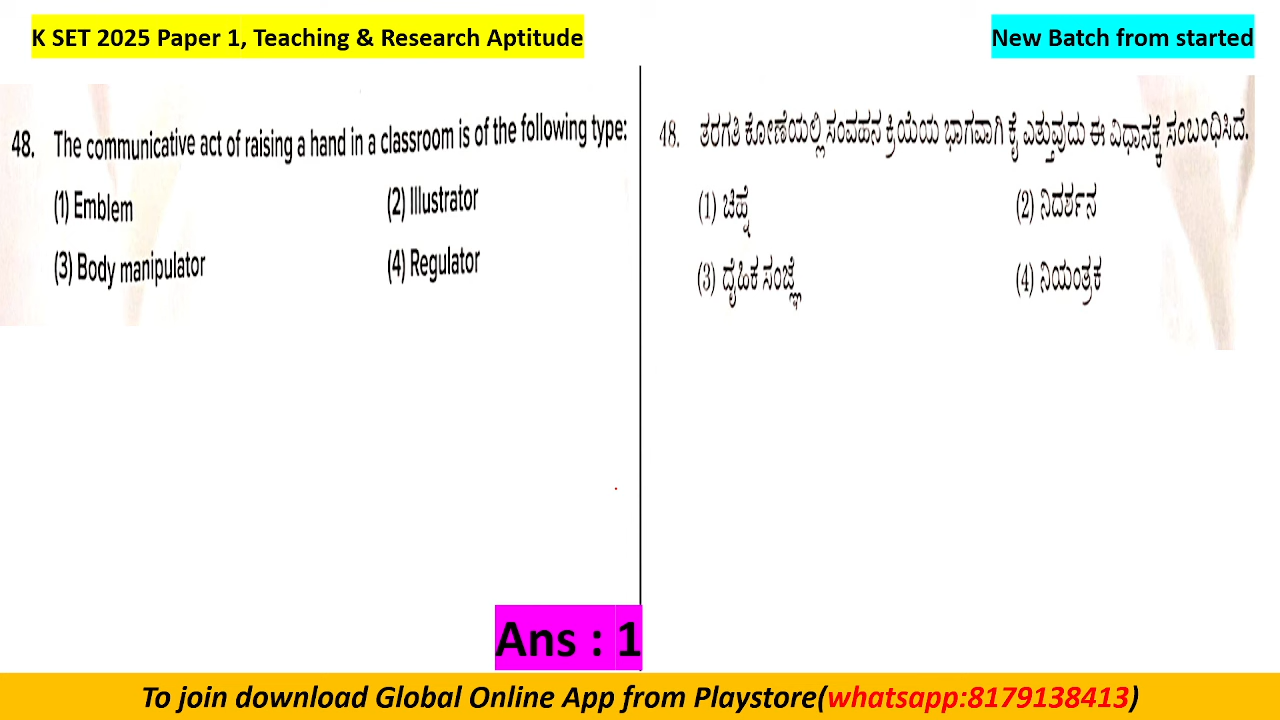 K SET 2025 Paper 1, Teaching & Research Aptitude
New Batch from started
48. The communicative act of raising a hand in a classroom is of the following type:
(1) Emblem (2) Illustrator
(3) Body manipulator (4) Regulator
48. ತರಗತಿ ಕೋಣೆಯಲ್ಲಿ ಸಂವಹನ ಕ್ರಿಯೆಯ ಭಾಗವಾಗಿ ಕೈ ಎತ್ತುವುದು ಈ ವಿಧಾನಕ್ಕೆ ಸಂಬಂಧಿಸಿದೆ.
(1) ಚಿಹ್ನೆ (2) ನಿದರ್ಶನ
(3) ದೈಹಿಕ ಸಂಜ್ಞೆ (4) ನಿಯಂತ್ರಕ
Ans : 1
To join download Global Online App from Playstore(whatsapp:8179138413)